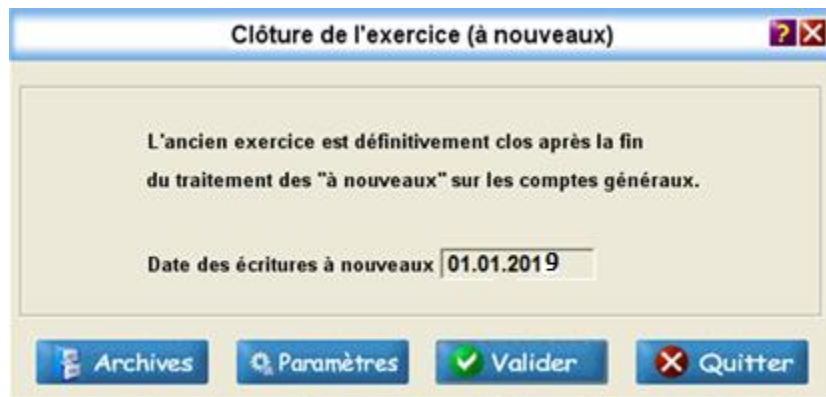 Clôture de l'exercice (à nouveaux)
?
L'ancien exercice est définitivement clos après la fin
du traitement des "à nouveaux" sur les comptes généraux.
Date des écritures à nouveaux 01.01.2019
Archives Paramètres Valider Quitter